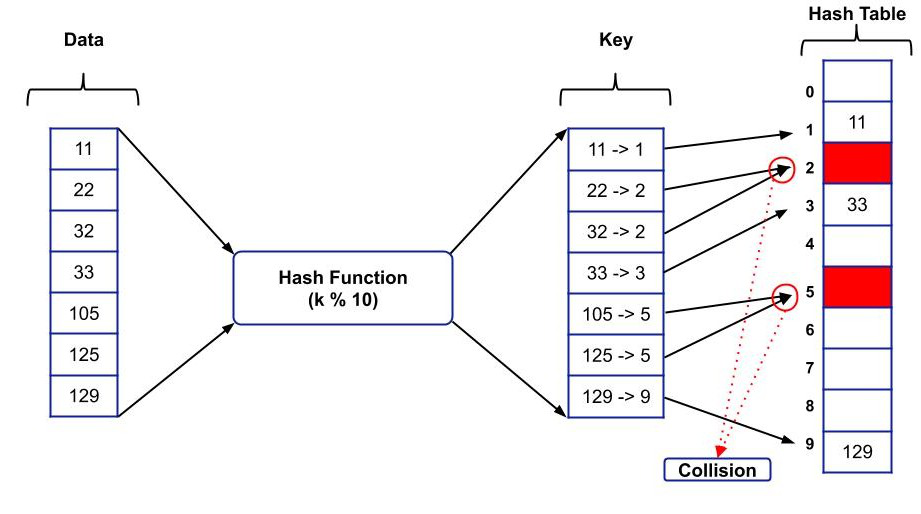 Data
Key
Hash Table
11
22
32
33
105
125
129
Hash Function
(k % 10)
11 -> 1
22 -> 2
32 -> 2
33 -> 3
105 -> 5
125 -> 5
129 -> 9
0
1
11
2
3
33
4
5
6
7
8
9
129
Collision